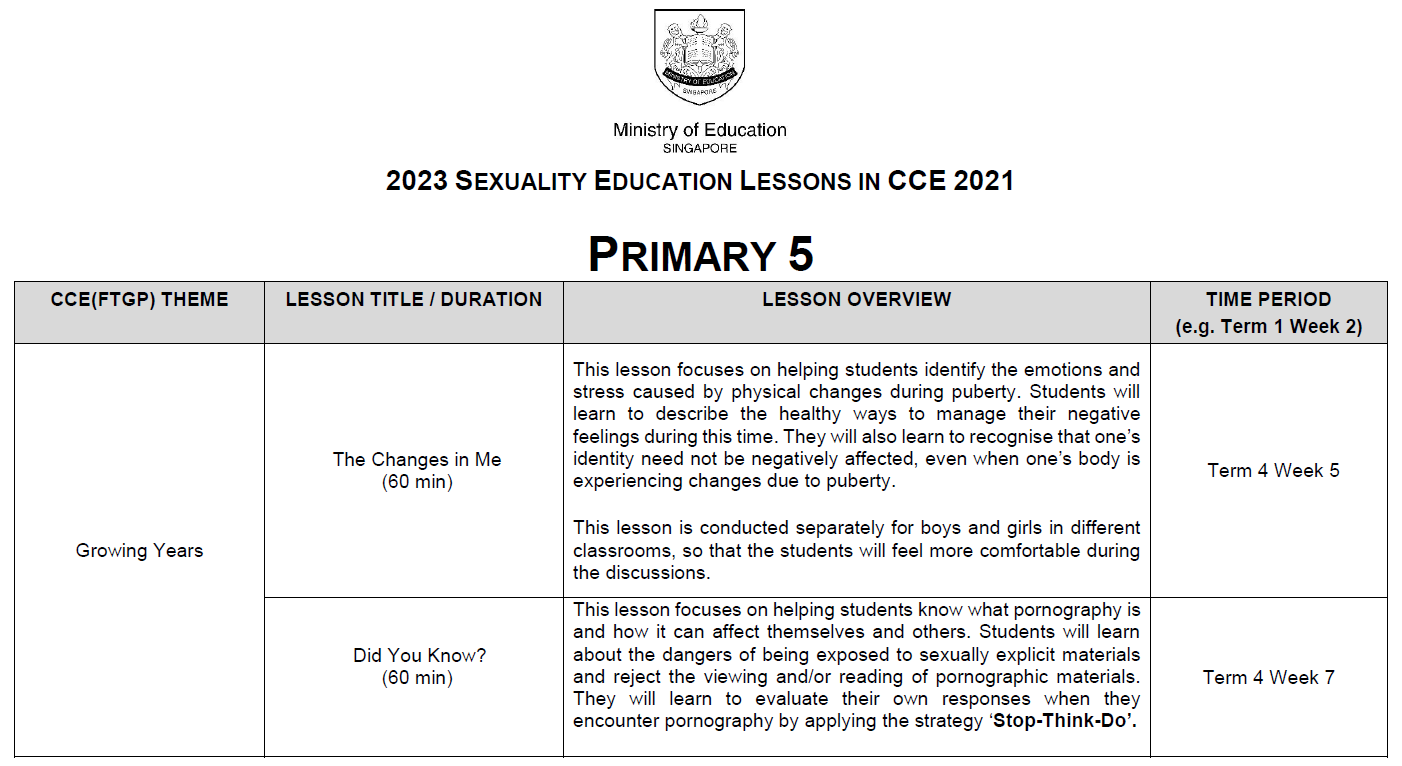 MINISTRY OF EDUCATION
SINGAPORE
Ministry of Education
SINGAPORE
2023 SEXUALITY EDUCATION LESSONS IN CCE 2021
PRIMARY 5
CCE(FTGP) THEME
LESSON TITLE / DURATION
LESSON OVERVIEW
TIME PERIOD
(e.g. Term 1 Week 2)
Growing Years
The Changes in Me
(60 min)
This lesson focuses on helping students identify the emotions and
stress caused by physical changes during puberty. Students will
learn to describe the healthy ways to manage their negative
feelings during this time. They will also learn to recognise that one's
identity need not be negatively affected, even when one's body is
experiencing changes due to puberty.
This lesson is conducted separately for boys and girls in different
classrooms, so that the students will feel more comfortable during
the discussions.
Term 4 Week 5
Did You Know?
(60 min)
This lesson focuses on helping students know what pornography is
and how it can affect themselves and others. Students will learn
about the dangers of being exposed to sexually explicit materials
and reject the viewing and/or reading of pornographic materials.
They will learn to evaluate their own responses when they
encounter pornography by applying the strategy ‘Stop-Think-Do’.
Term 4 Week 7